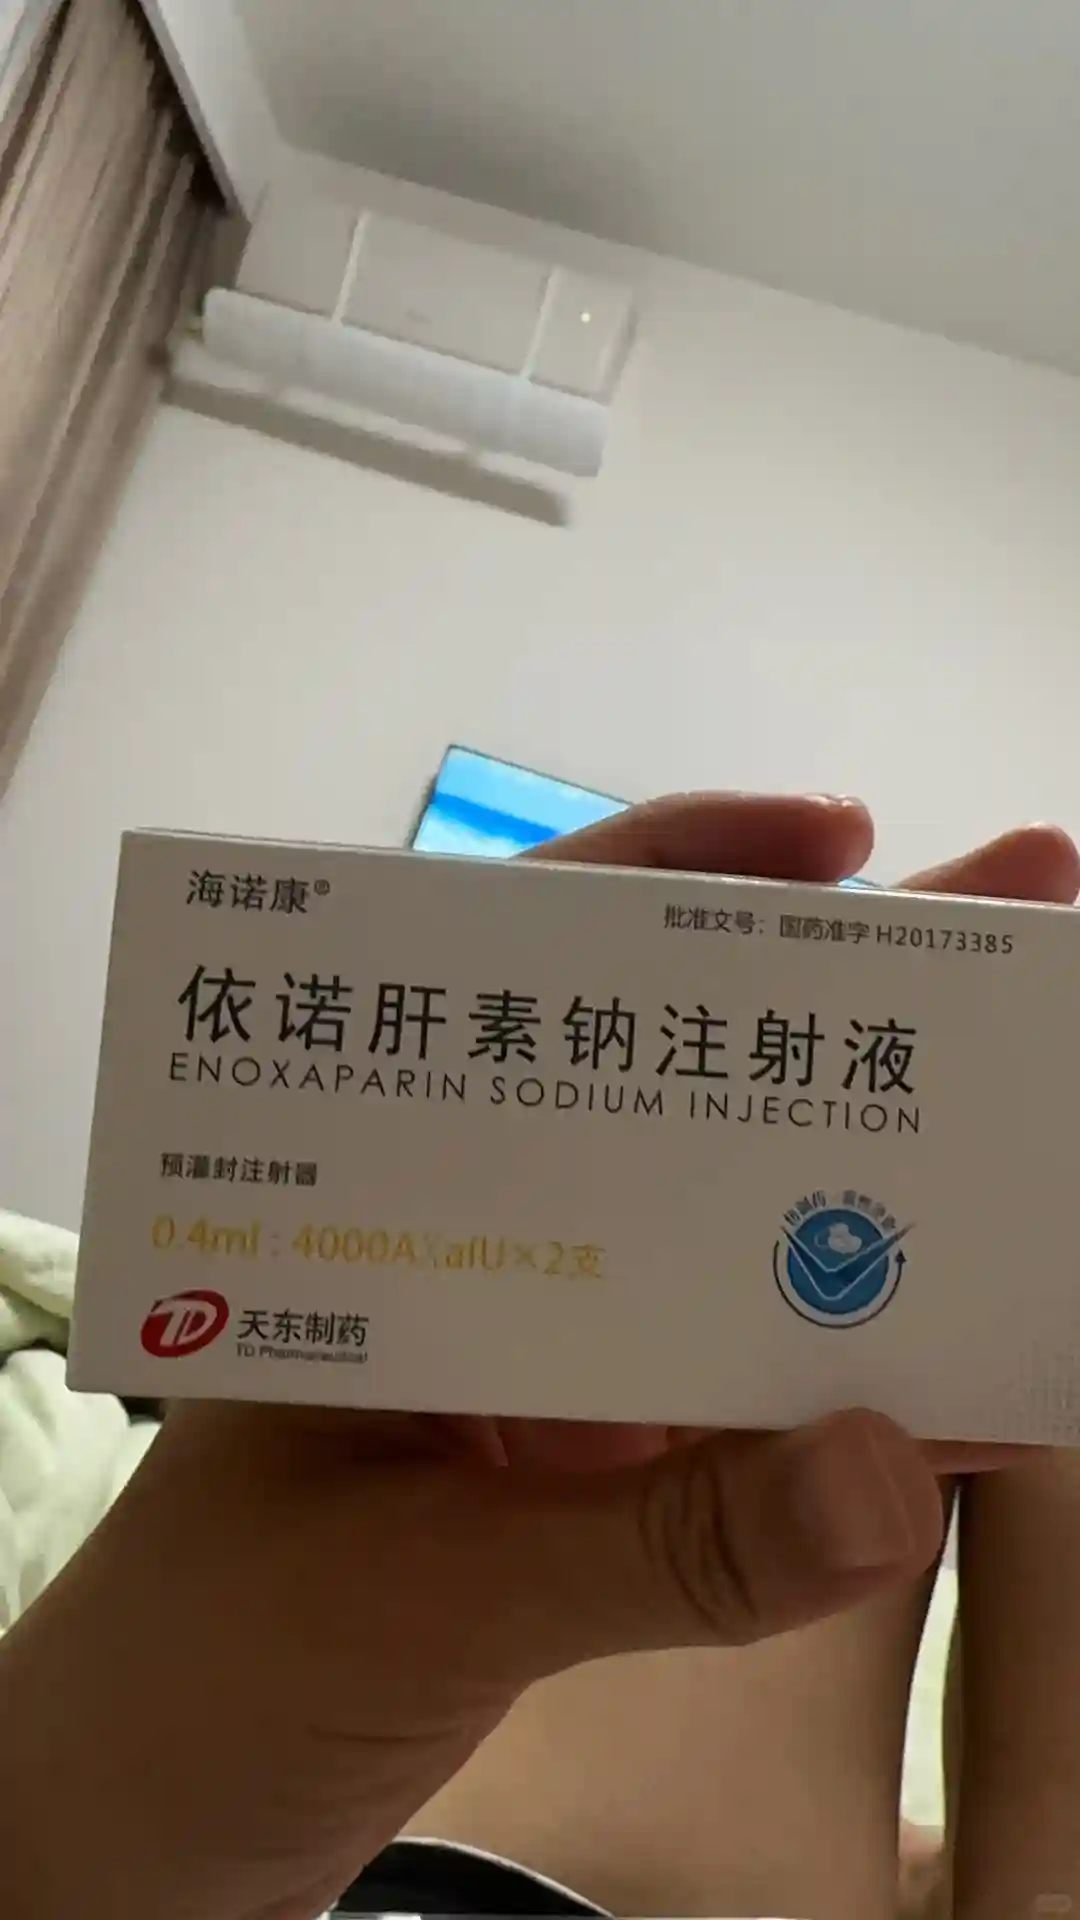 海诺康®
批准文号：国药准字 H20173385
依诺肝素钠注射液
ENOXAPARIN SODIUM INJECTION
预灌封注射器
0.4ml：4000AXaIU×2支
TD 天东制药
TD Pharmaceutical